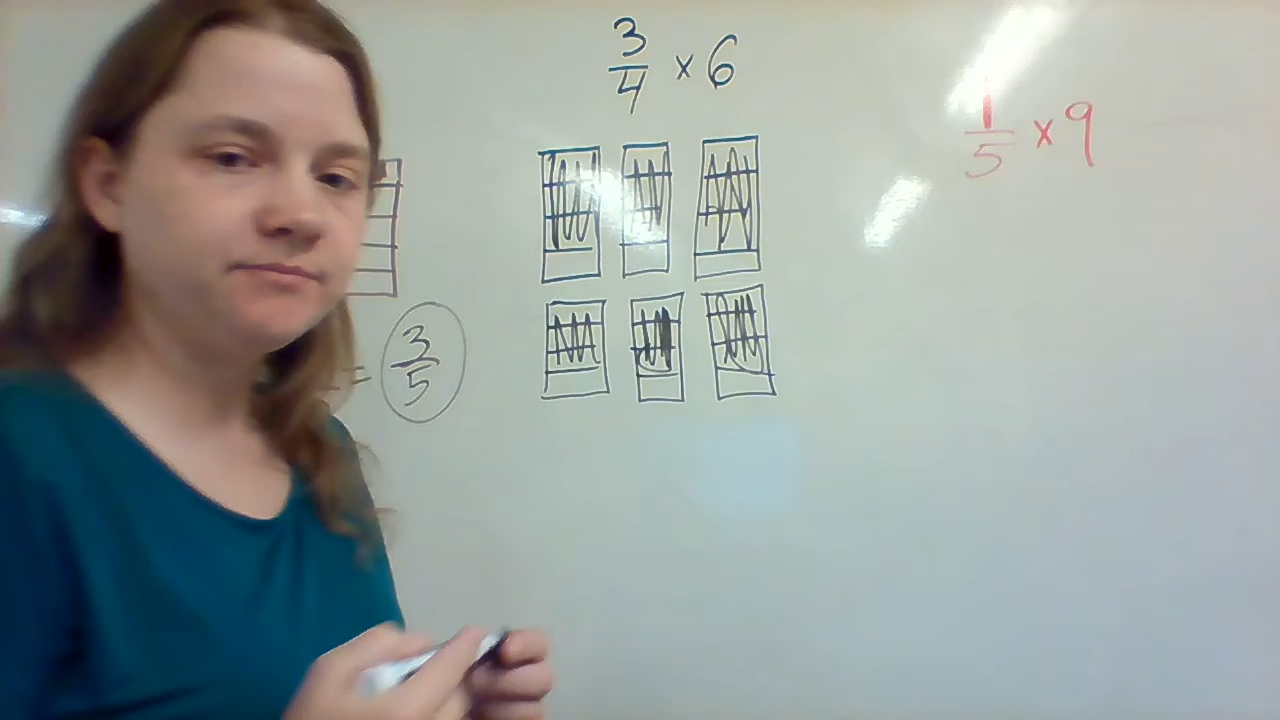 3/4 × 6
1/5 × 9
= 3/5